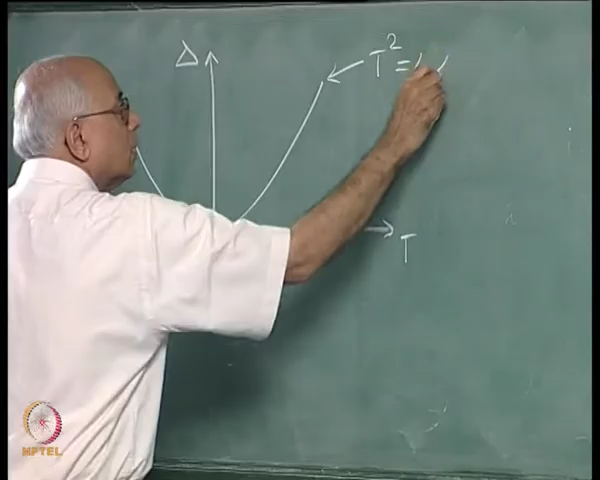 Δ
T² =
T
NPTEL